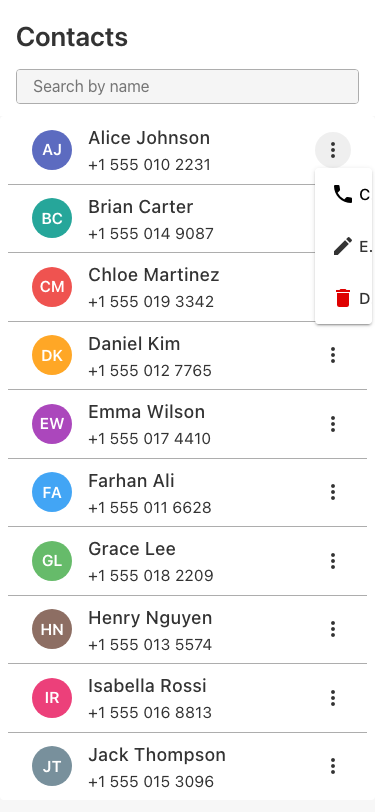 Contacts
Search by name
AJ Alice Johnson
+1 555 010 2231
C
BC Brian Carter
+1 555 014 9087
E.
CM Chloe Martinez
+1 555 019 3342
D
DK Daniel Kim
+1 555 012 7765
EW Emma Wilson
+1 555 017 4410
FA Farhan Ali
+1 555 011 6628
GL Grace Lee
+1 555 018 2209
HN Henry Nguyen
+1 555 013 5574
IR Isabella Rossi
+1 555 016 8813
JT Jack Thompson
+1 555 015 3096